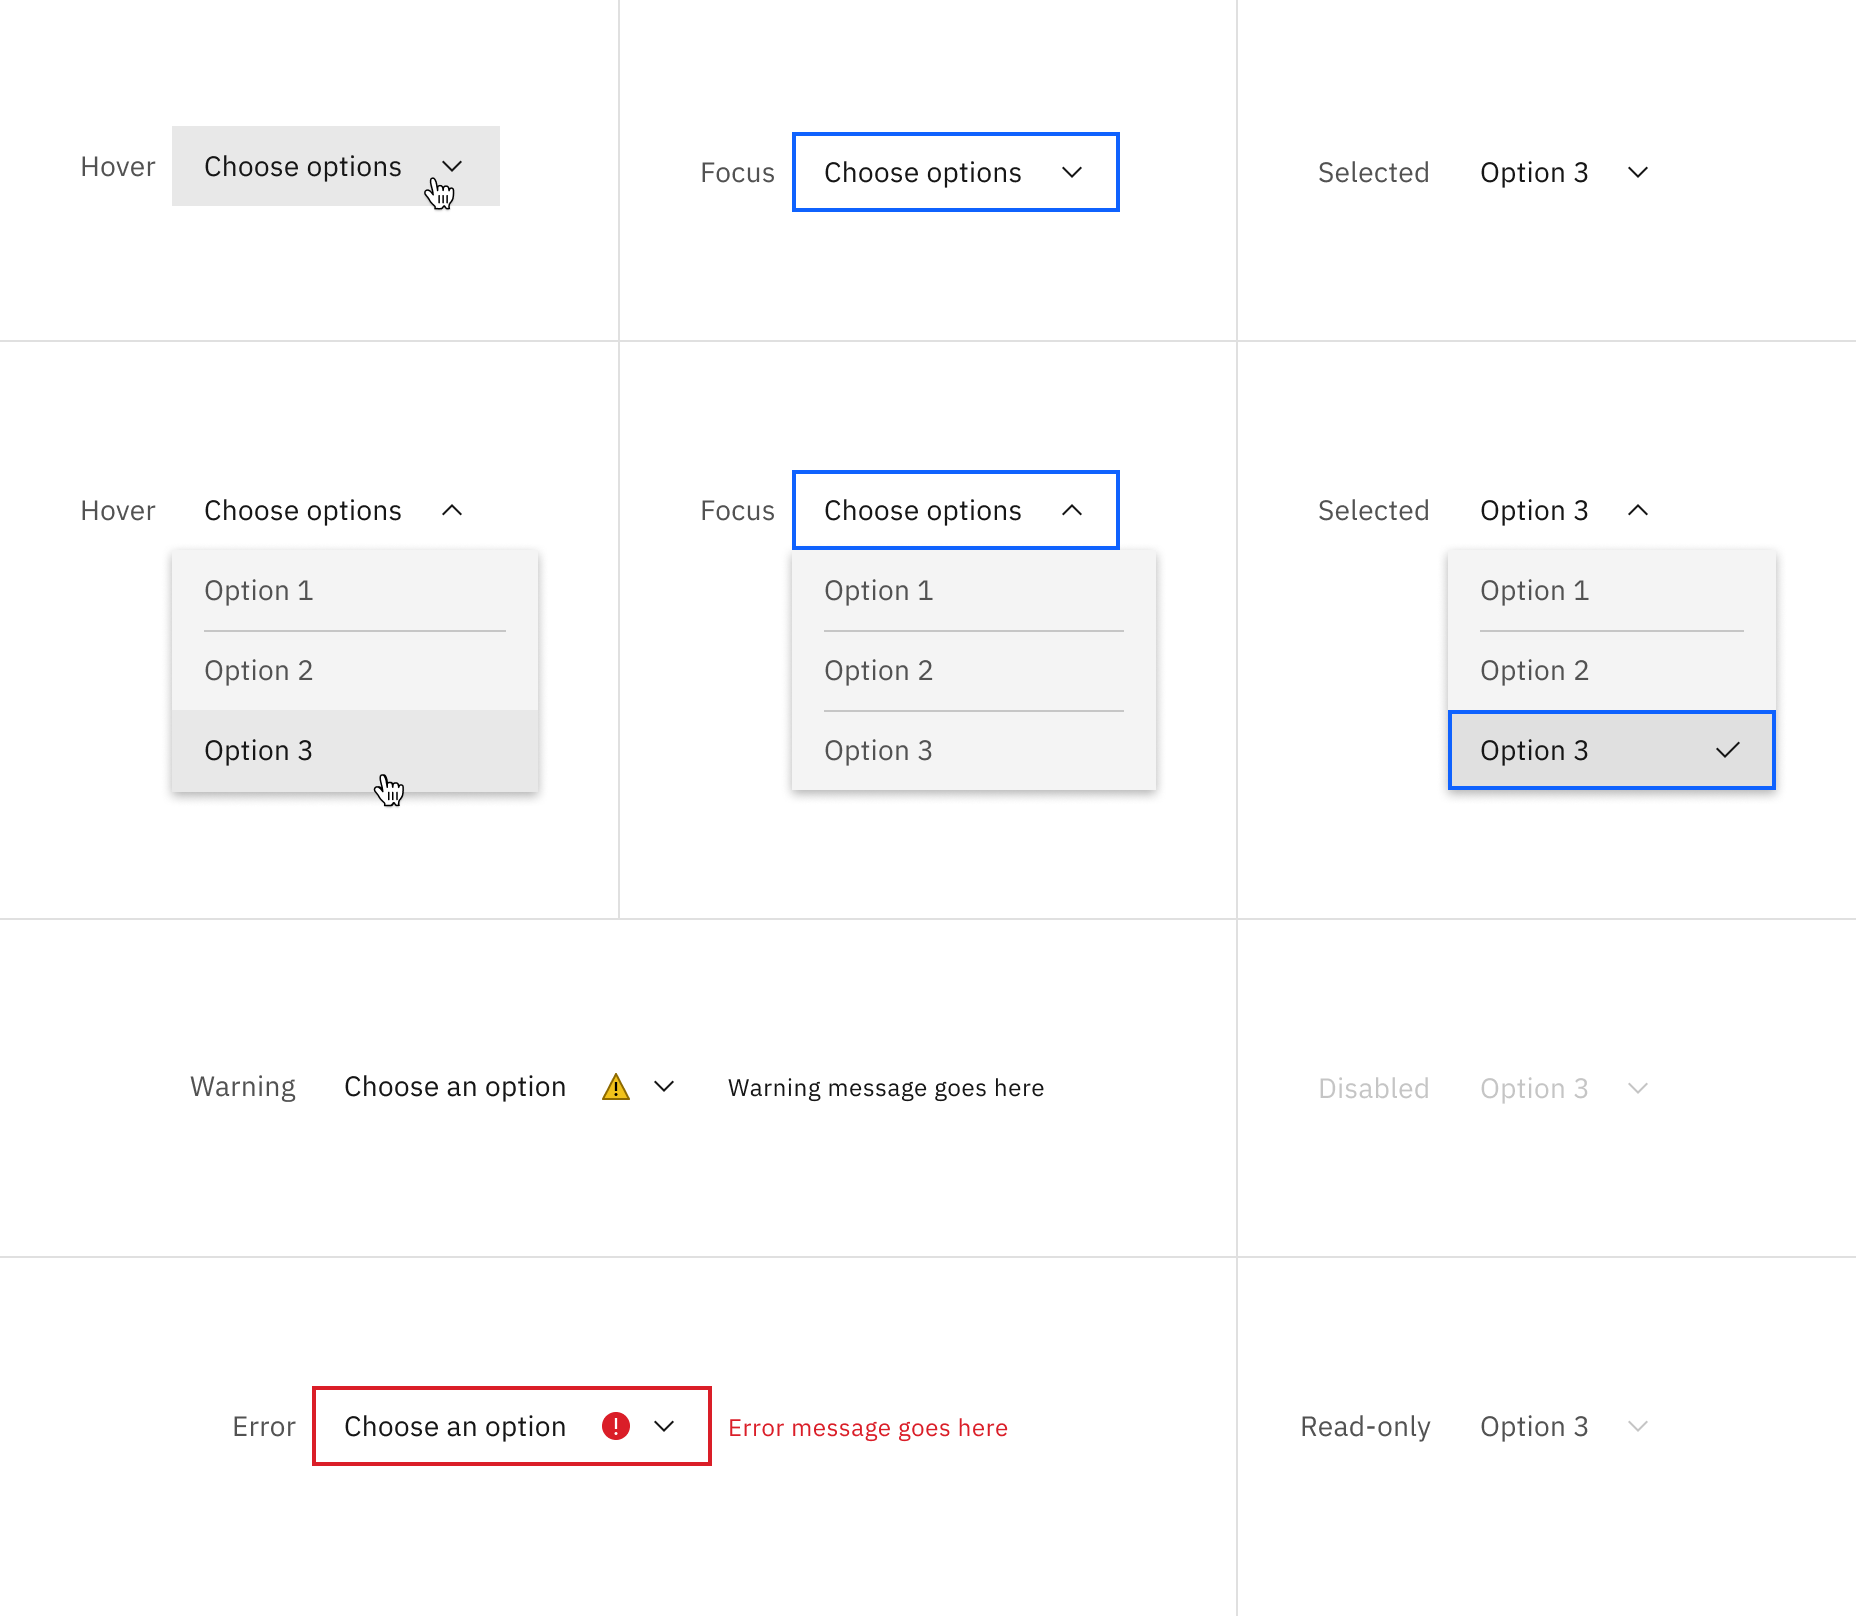 Hover Choose options
Focus Choose options
Selected Option 3
Hover Choose options
Option 1
Option 2
Option 3
Focus Choose options
Option 1
Option 2
Option 3
Selected Option 3
Option 1
Option 2
Option 3
Warning Choose an option Warning message goes here
Disabled Option 3
Error Choose an option Error message goes here
Read-only Option 3